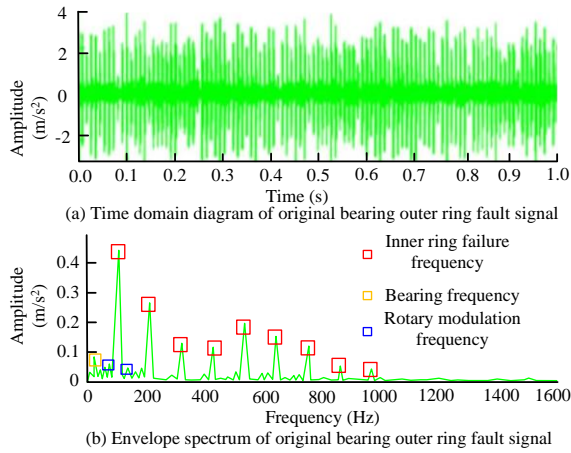 4
2
0
-2
Amplitude
(m/s²)
0.0 0.1 0.2 0.3 0.4 0.5 0.6 0.7 0.8 0.9 1.0
Time (s)
(a) Time domain diagram of original bearing outer ring fault signal
0.4
0.3
0.2
0.1
0
Amplitude
(m/s²)
Inner ring failure
frequency
Bearing frequency
Rotary modulation
frequency
0 200 400 600 800 1000 1200 1400 1600
Frequency (Hz)
(b) Envelope spectrum of original bearing outer ring fault signal